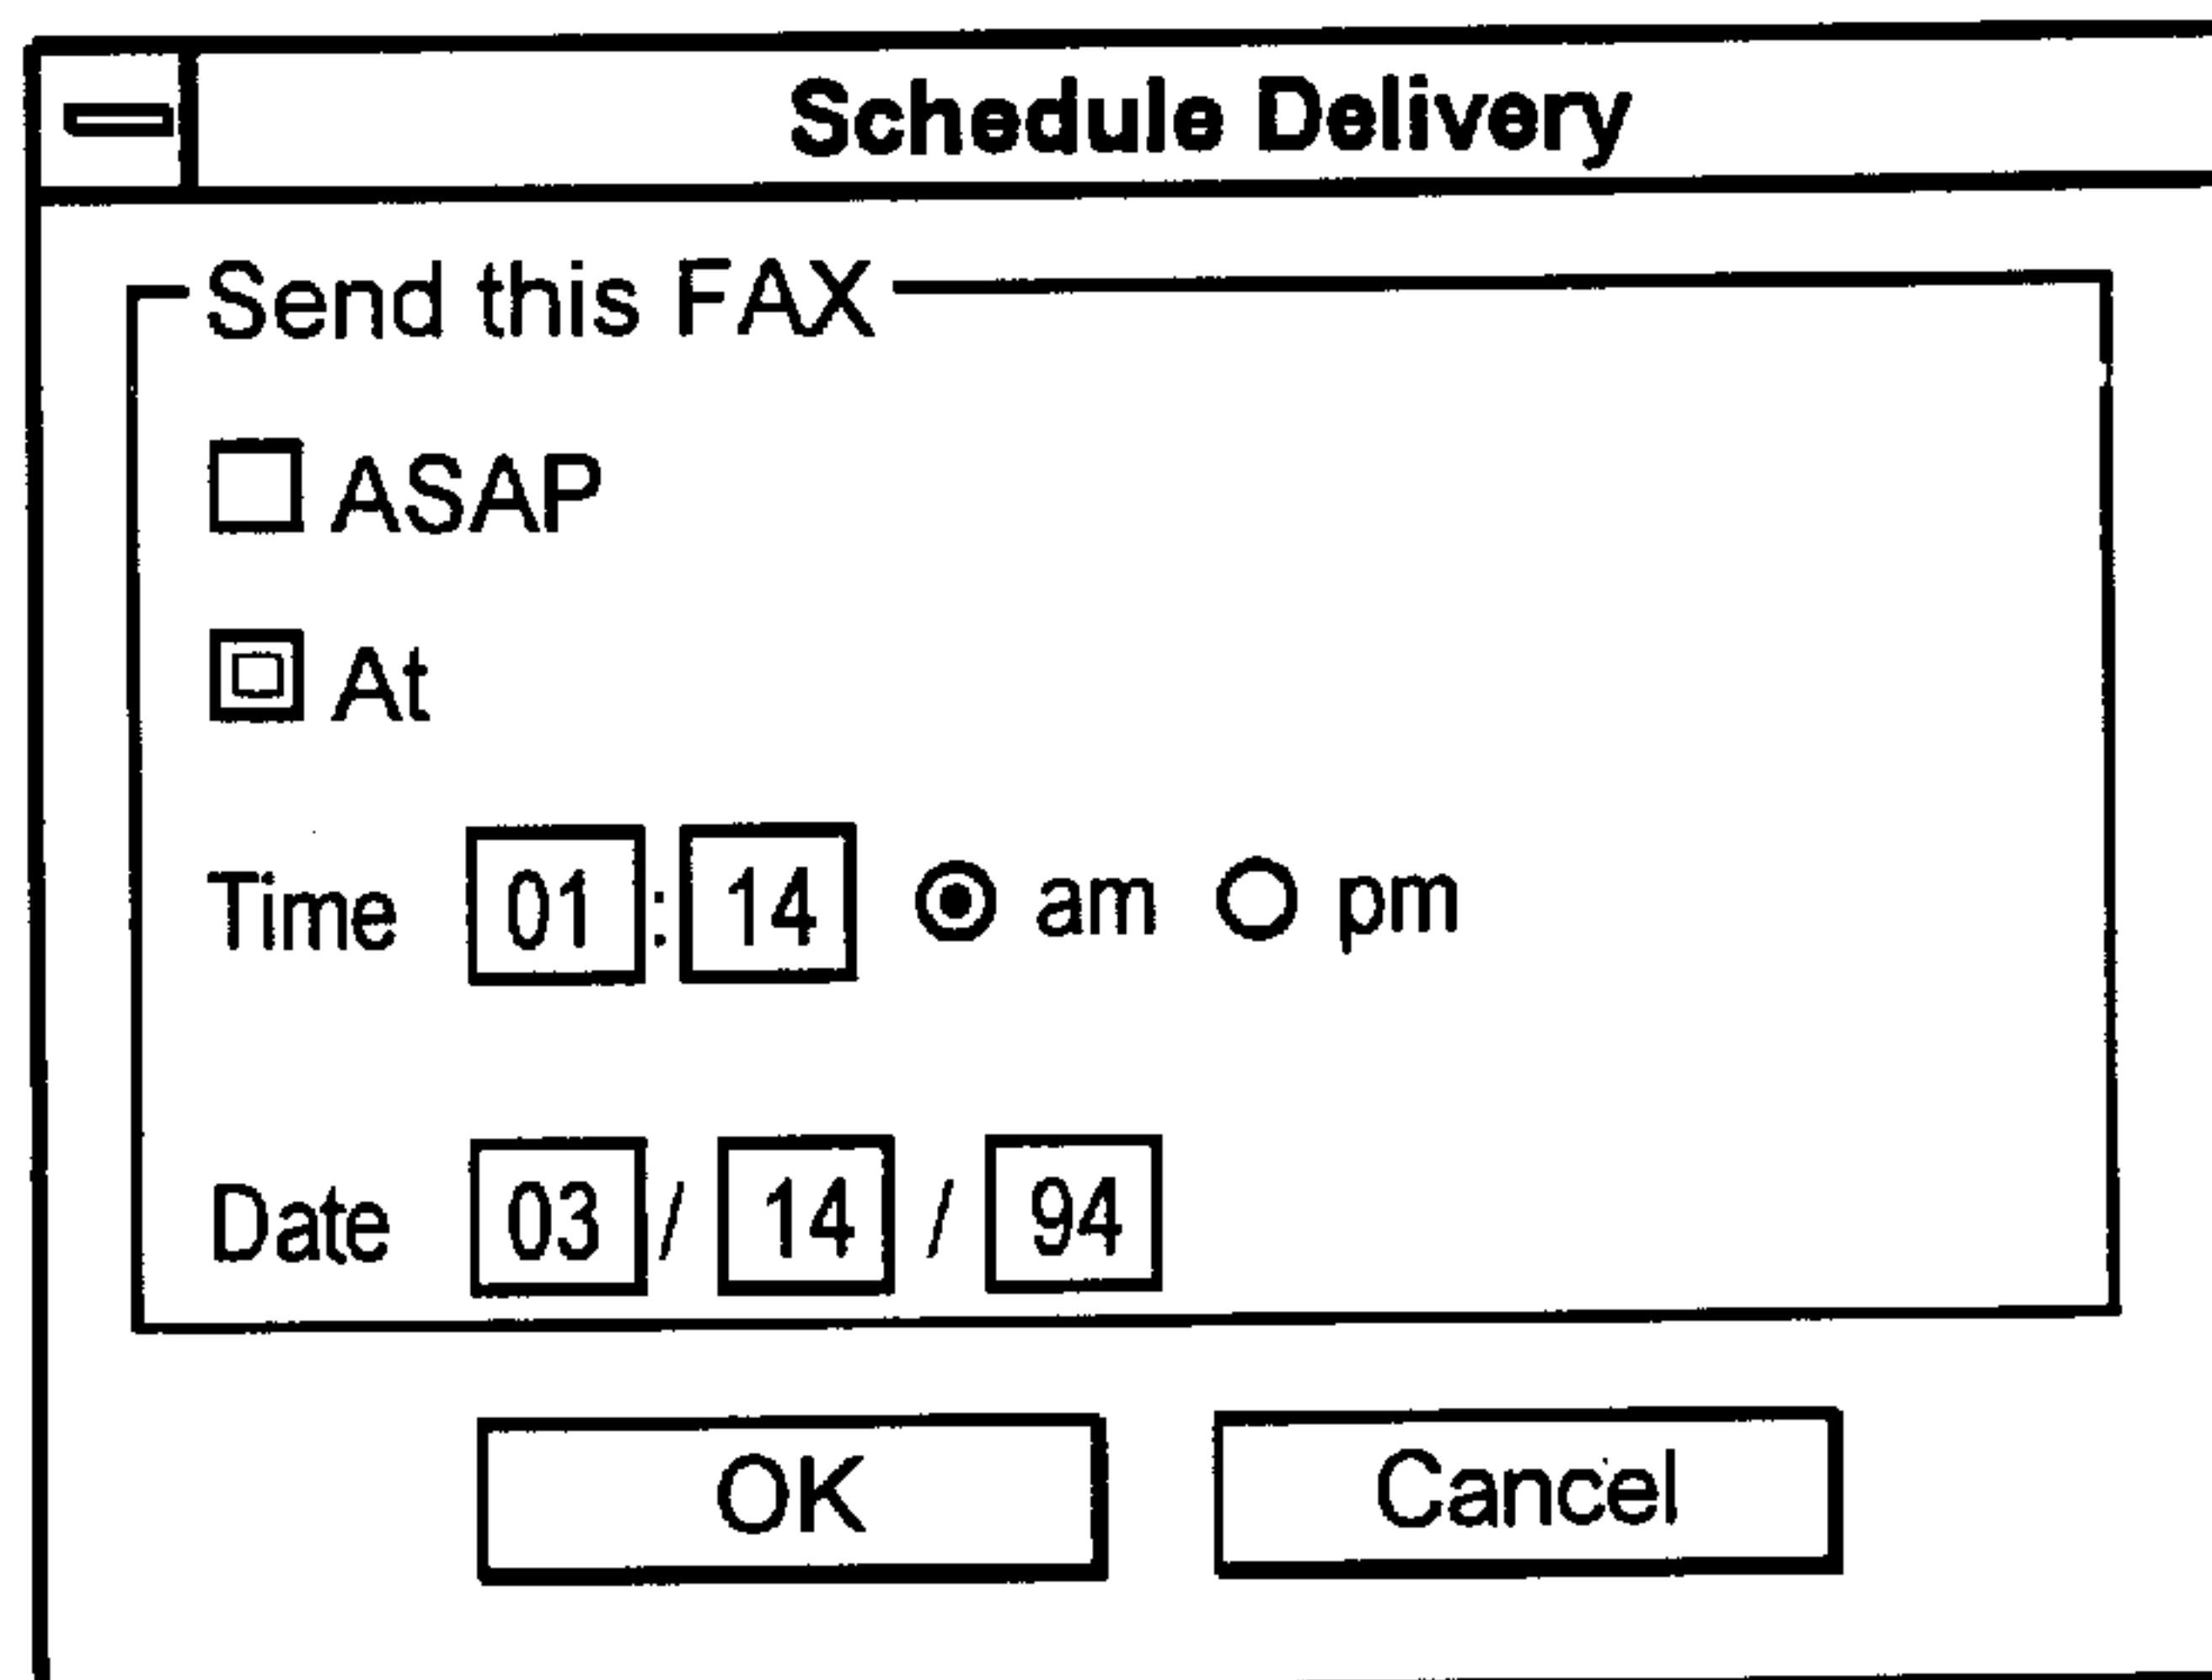 Schedule Delivery
Send this FAX
ASAP
At
Time 01 : 14 am pm
Date 03 / 14 / 94
OK Cancel